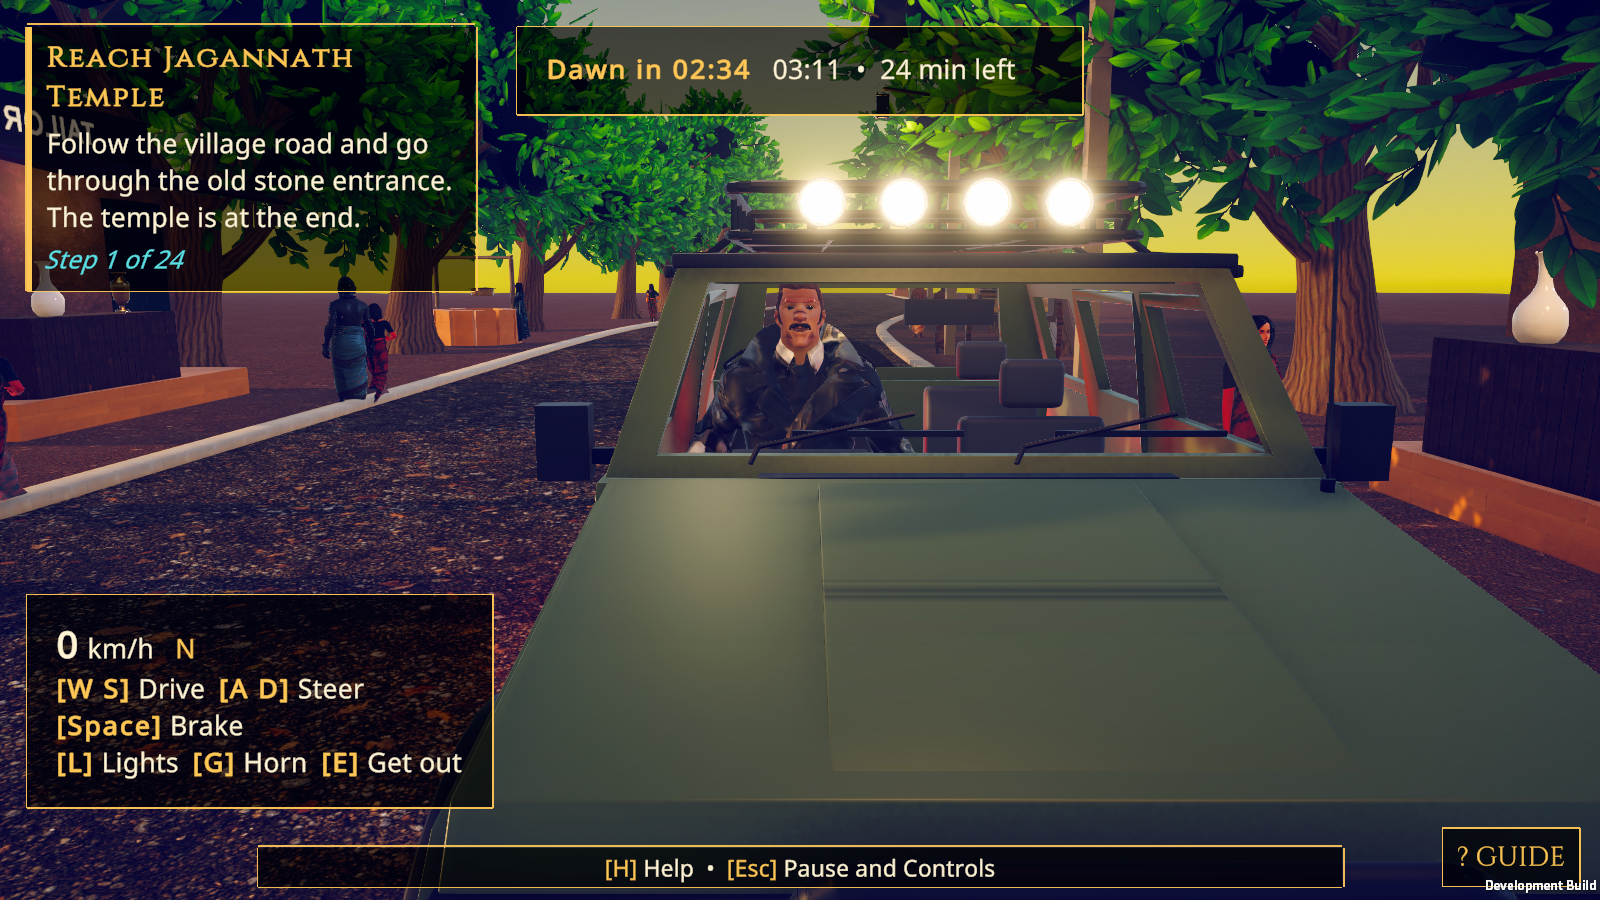 Reach Jagannath
Temple
Follow the village road and go
through the old stone entrance.
The temple is at the end.
Step 1 of 24
Dawn in 02:34 03:11 • 24 min left
TAILOR
0 km/h N
[W S] Drive [A D] Steer
[Space] Brake
[L] Lights [G] Horn [E] Get out
[H] Help • [Esc] Pause and Controls
? GUIDE
Development Build